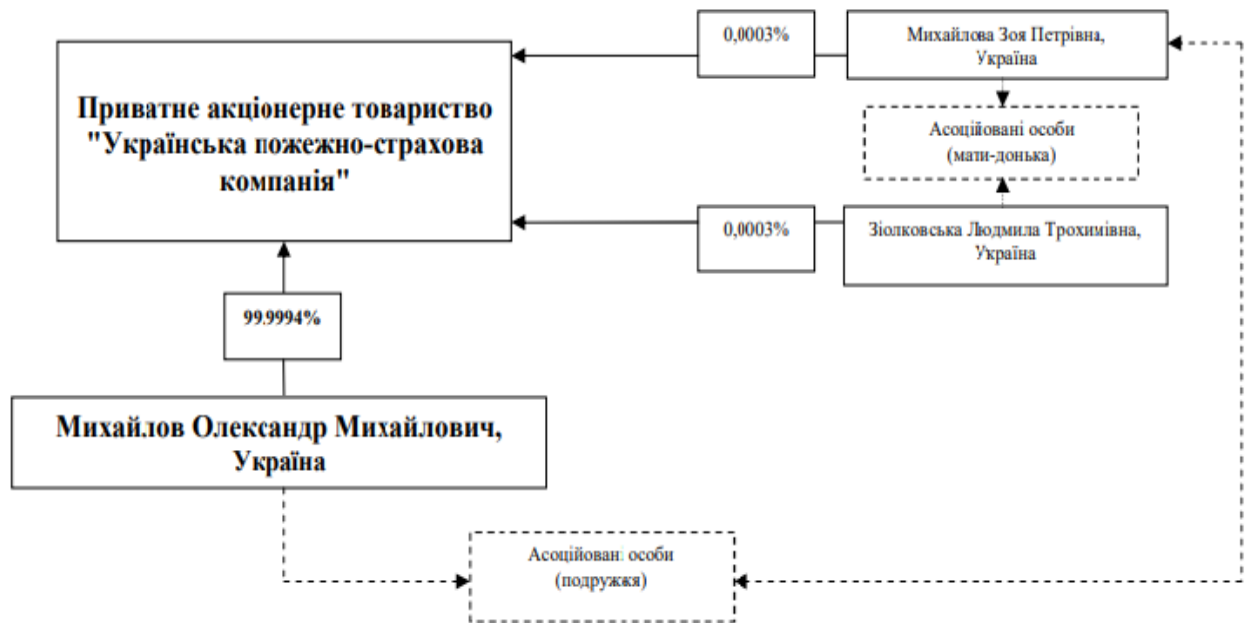 0,0003%
Михайлова Зоя Петрівна,
Україна
Приватне акціонерне товариство
"Українська пожежно-страхова
компанія"
Асоційовані особи
(мати-донька)
0,0003%
Зіолковська Людмила Трохимівна,
Україна
99.9994%
Михайлов Олександр Михайлович,
Україна
Асоційовані особи
(подружжя)